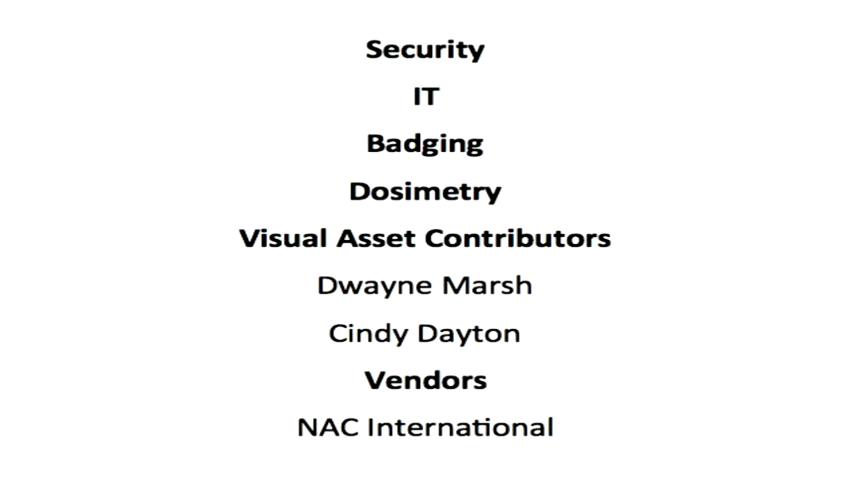 Security
IT
Badging
Dosimetry
Visual Asset Contributors
Dwayne Marsh
Cindy Dayton
Vendors
NAC International